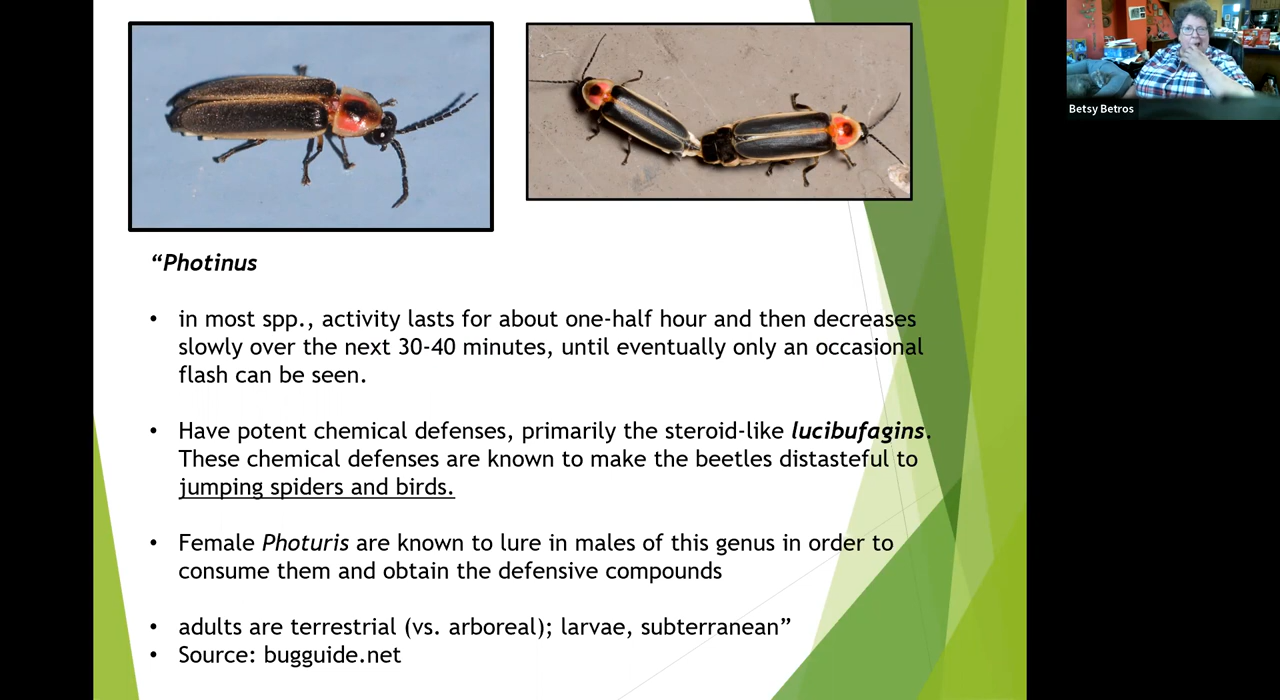 Betsy Betros
“Photinus
• in most spp., activity lasts for about one-half hour and then decreases
slowly over the next 30-40 minutes, until eventually only an occasional
flash can be seen.
• Have potent chemical defenses, primarily the steroid-like lucibufagins.
These chemical defenses are known to make the beetles distasteful to
jumping spiders and birds.
• Female Photuris are known to lure in males of this genus in order to
consume them and obtain the defensive compounds
• adults are terrestrial (vs. arboreal); larvae, subterranean”
• Source: bugguide.net